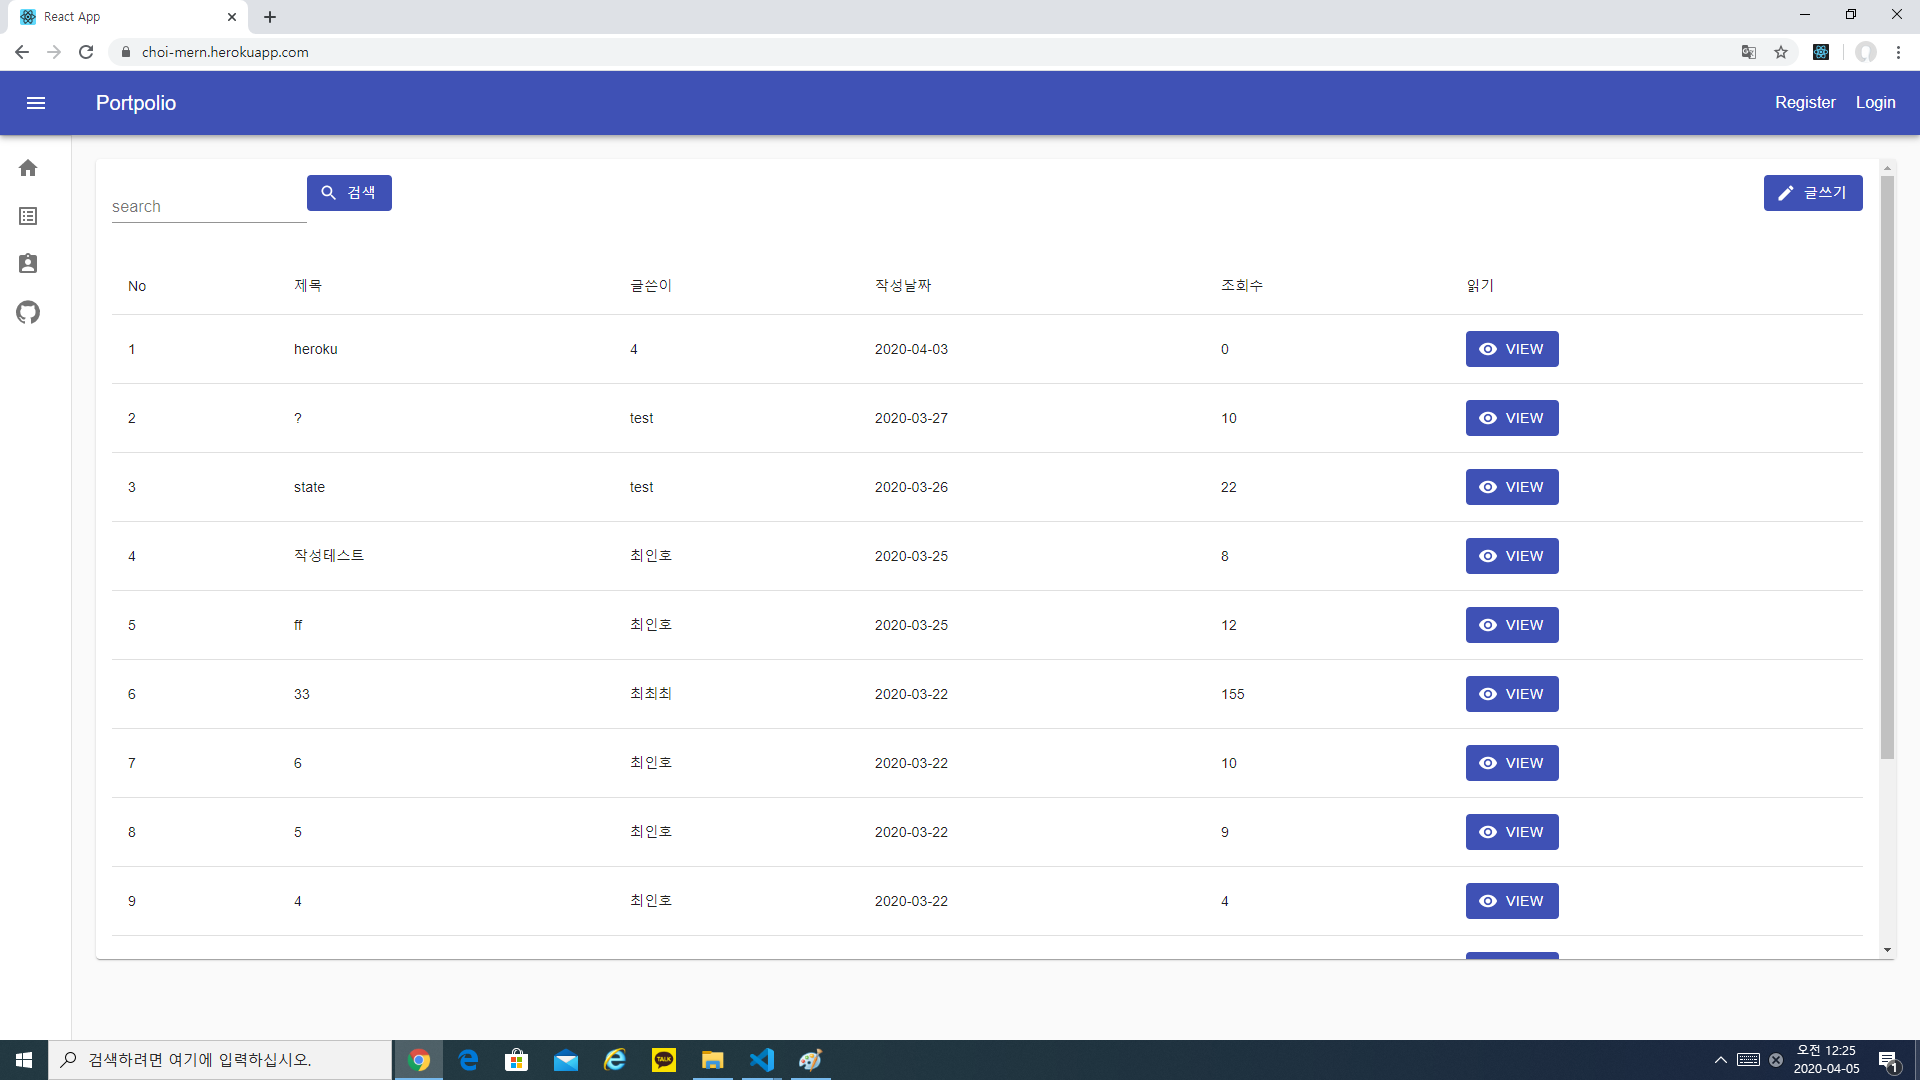 React App
choi-mern.herokuapp.com
Portpolio Register Login
search 검색 글쓰기
No 제목 글쓴이 작성날짜 조회수 읽기
1 heroku 4 2020-04-03 0 VIEW
2 ? test 2020-03-27 10 VIEW
3 state test 2020-03-26 22 VIEW
4 작성테스트 최인호 2020-03-25 8 VIEW
5 ff 최인호 2020-03-25 12 VIEW
6 33 최최최 2020-03-22 155 VIEW
7 6 최인호 2020-03-22 10 VIEW
8 5 최인호 2020-03-22 9 VIEW
9 4 최인호 2020-03-22 4 VIEW
검색하려면 여기에 입력하십시오.
TALK
오전 12:25
2020-04-05
1